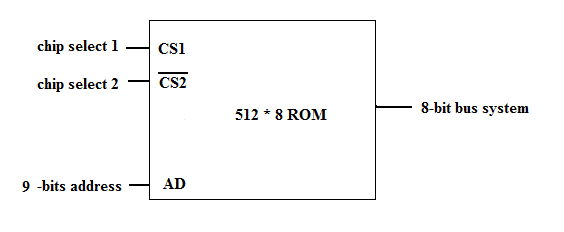 chip select 1
CS1
chip select 2
CS2
512 * 8 ROM
8-bit bus system
9 -bits address
AD